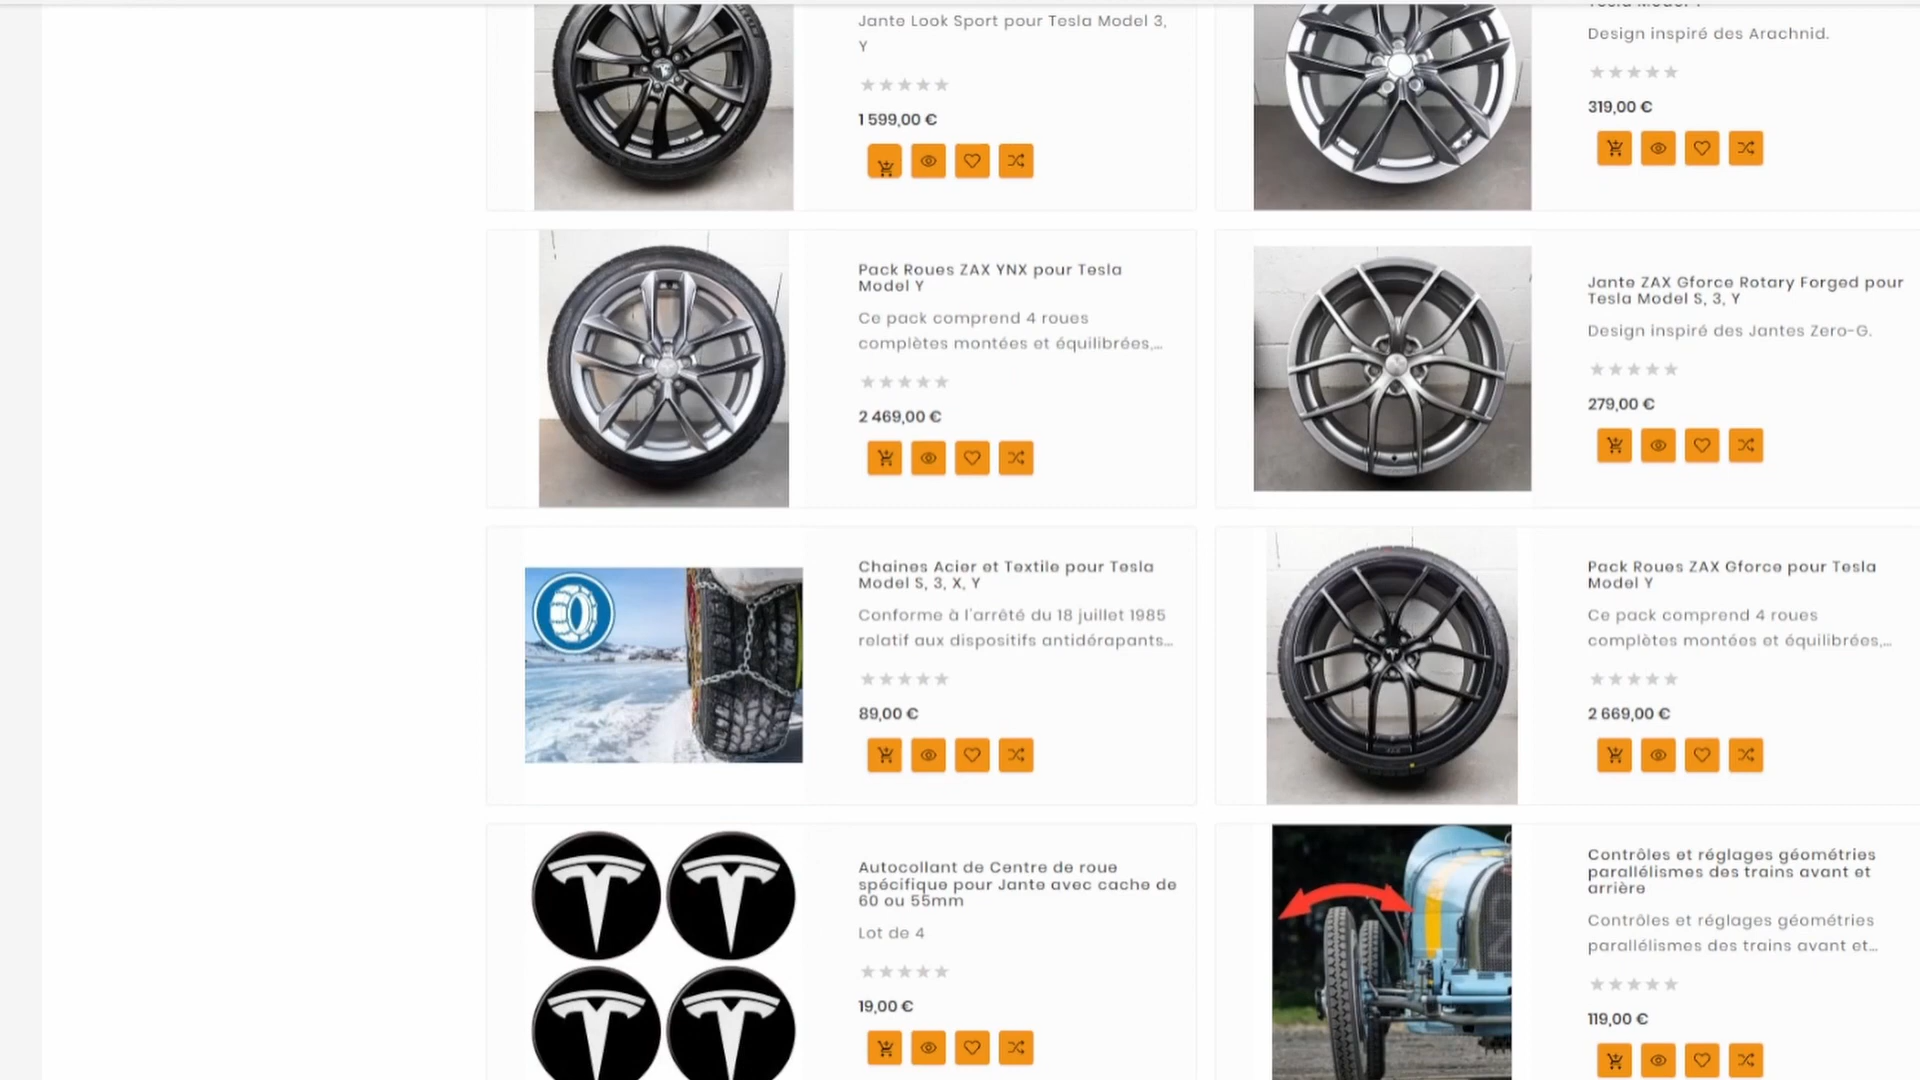 Jante Look Sport pour Tesla Model 3,
Y
1 599,00 €
Design inspiré des Arachnid.
319,00 €
Pack Roues ZAX YNX pour Tesla
Model Y
Ce pack comprend 4 roues
complètes montées et équilibrées,...
2 469,00 €
Jante ZAX Gforce Rotary Forged pour
Tesla Model S, 3, Y
Design inspiré des Jantes Zero-G.
279,00 €
Chaines Acier et Textile pour Tesla
Model S, 3, X, Y
Conforme à l'arrêté du 18 juillet 1985
relatif aux dispositifs antidérapants...
89,00 €
Pack Roues ZAX Gforce pour Tesla
Model Y
Ce pack comprend 4 roues
complètes montées et équilibrées,...
2 669,00 €
Autocollant de Centre de roue
spécifique pour Jante avec cache de
60 ou 55mm
Lot de 4
19,00 €
Contrôles et réglages géométries
parallélismes des trains avant et
arrière
Contrôles et réglages géométries
parallélismes des trains avant et...
119,00 €